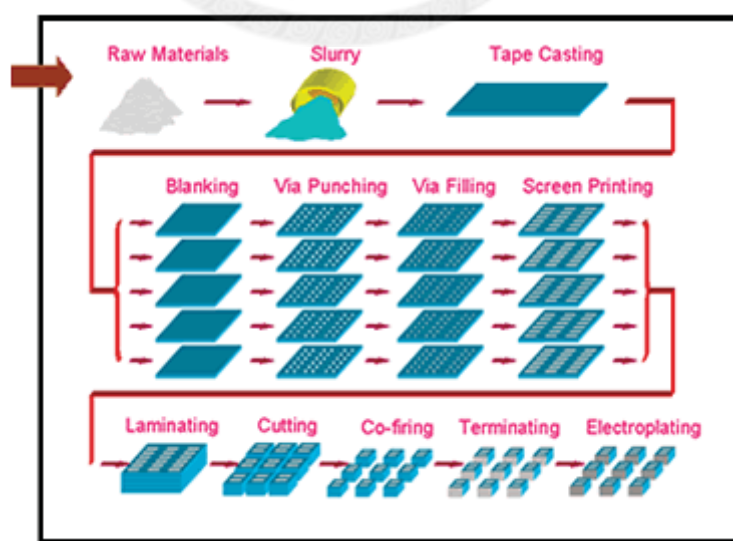 Raw Materials Slurry Tape Casting
Blanking Via Punching Via Filling Screen Printing
Laminating Cutting Co-firing Terminating Electroplating